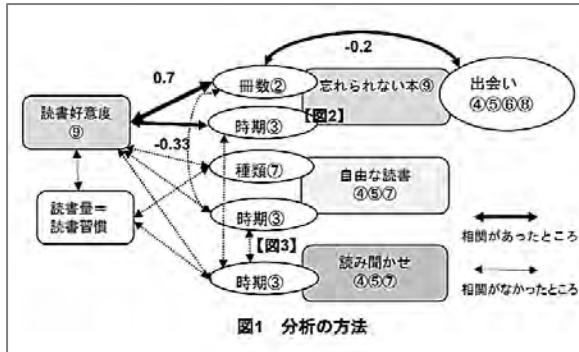 -0.2
0.7
冊数②
忘れられない本⑨
出会い
④⑤⑥⑧
読書好意度
⑨
時期③
【図2】
-0.33
種類⑦
自由な読書
④⑤⑦
読書量＝
読書習慣
時期③
相関があったところ
【図3】
読み聞かせ
④⑤⑦
時期③
相関がなかったところ
図1 分析の方法